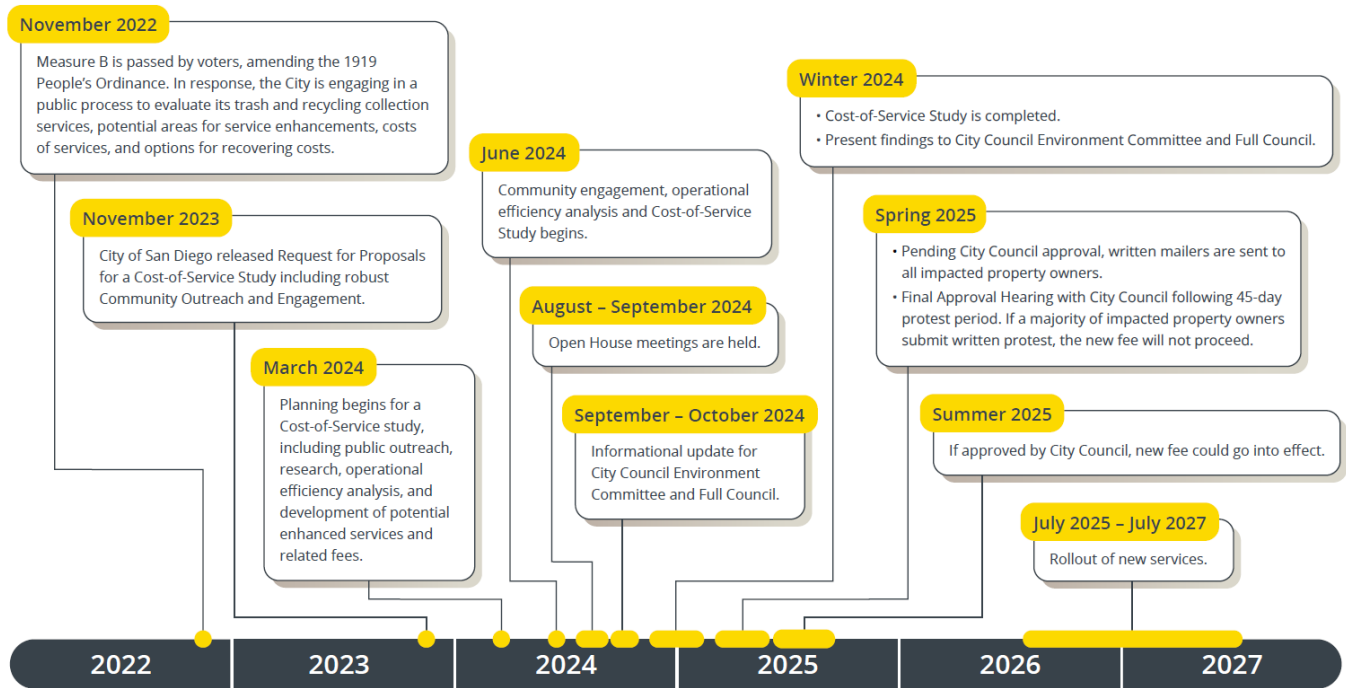 November 2022
Measure B is passed by voters, amending the 1919
People’s Ordinance. In response, the City is engaging in a
public process to evaluate its trash and recycling collection
services, potential areas for service enhancements, costs
of services, and options for recovering costs.
November 2023
City of San Diego released Request for Proposals
for a Cost-of-Service Study including robust
Community Outreach and Engagement.
March 2024
Planning begins for a
Cost-of-Service study,
including public outreach,
research, operational
efficiency analysis, and
development of potential
enhanced services and
related fees.
June 2024
Community engagement, operational
efficiency analysis and Cost-of-Service
Study begins.
August – September 2024
Open House meetings are held.
September – October 2024
Informational update for
City Council Environment
Committee and Full Council.
Winter 2024
• Cost-of-Service Study is completed.
• Present findings to City Council Environment Committee and Full Council.
Spring 2025
• Pending City Council approval, written mailers are sent to
all impacted property owners.
• Final Approval Hearing with City Council following 45-day
protest period. If a majority of impacted property owners
submit written protest, the new fee will not proceed.
Summer 2025
If approved by City Council, new fee could go into effect.
July 2025 – July 2027
Rollout of new services.
2022
2023
2024
2025
2026
2027